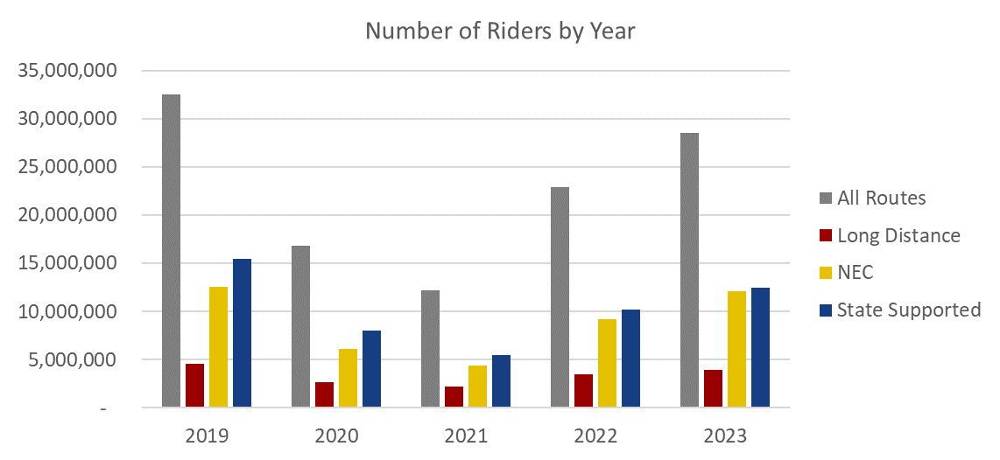 Number of Riders by Year
35,000,000
30,000,000
25,000,000
20,000,000
15,000,000
10,000,000
5,000,000
-
2019 2020 2021 2022 2023
All Routes
Long Distance
NEC
State Supported